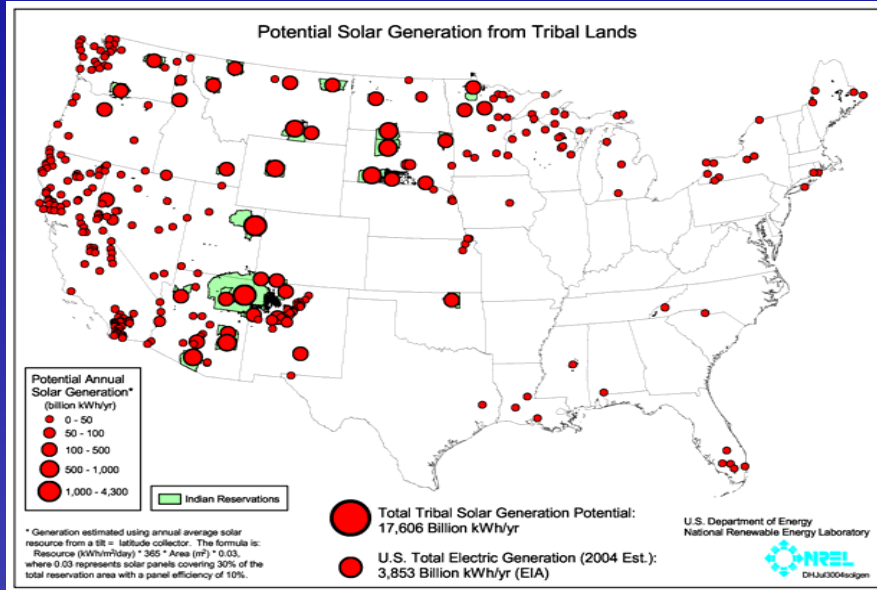 Potential Solar Generation from Tribal Lands
Potential Annual
Solar Generation*
(billion kWh/yr)
0 - 50
50 - 100
100 - 500
500 - 1,000
1,000 - 4,300
Indian Reservations
* Generation estimated using annual average solar
resource from a tilt = latitude collector. The formula is:
Resource (kWh/m²/day) * 365 * Area (m²) * 0.03,
where 0.03 represents solar panels covering 30% of the
total reservation area with a panel efficiency of 10%.
Total Tribal Solar Generation Potential:
17,606 Billion kWh/yr
U.S. Total Electric Generation (2004 Est.):
3,853 Billion kWh/yr (EIA)
U.S. Department of Energy
National Renewable Energy Laboratory
NREL
DHJul3004solgen